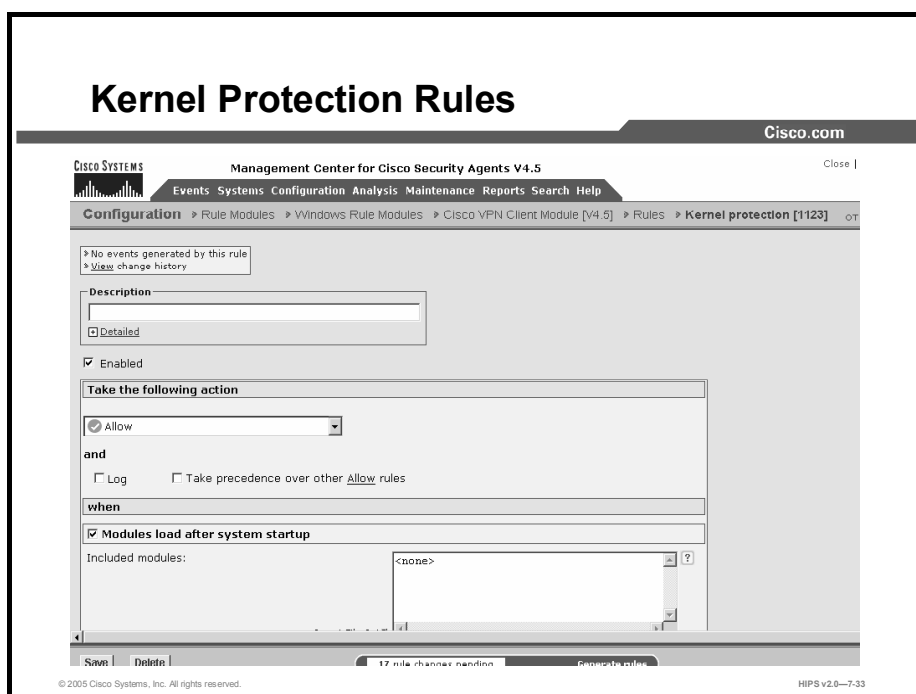 Kernel Protection Rules
Cisco.com
CISCO SYSTEMS
Management Center for Cisco Security Agents V4.5
Close |
Events Systems Configuration Analysis Maintenance Reports Search Help
Configuration » Rule Modules » Windows Rule Modules » Cisco VPN Client Module [V4.5] » Rules » Kernel protection [1123]
» No events generated by this rule
» View change history
Description
Detailed
Enabled
Take the following action
Allow
and
Log
Take precedence over other Allow rules
when
Modules load after system startup
Included modules:
<none>
?
Save
Delete
17 rule changes pending
Generate rules
© 2005 Cisco Systems, Inc. All rights reserved.
HIPS v2.0—7-33